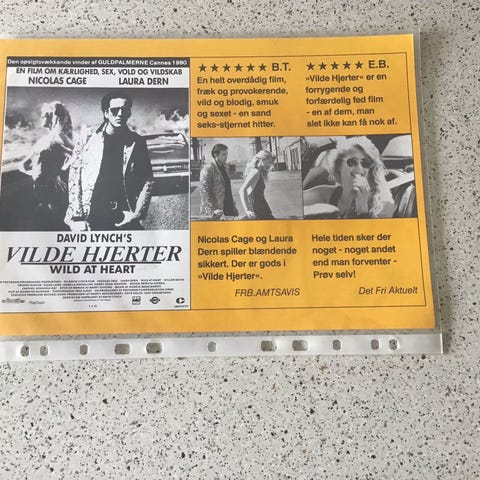 Den opsigtsvækkende vinder af GULDPALMERNE Cannes 1990
EN FILM OM KÆRLIGHED, SEX, VOLD OG VILDSKAB
NICOLAS CAGE LAURA DERN
DAVID LYNCH'S
VILDE HJERTER
WILD AT HEART
★★★★★★ B.T.
En helt overdådig film,
fræk og provokerende,
vild og blodig, smuk
og sexet - en sand
seks-stjernet hitter.
Nicolas Cage og Laura
Dern spiller blændende
sikkert. Der er gods i
»Vilde Hjerter«.
FRB.AMTSAVIS
★★★★★ E.B.
»Vilde Hjerter« er en
forrygende og
forfærdelig fed film
- en af dem, man
slet ikke kan få nok af.
Hele tiden sker der
noget - noget andet
end man forventer -
Prøv selv!
Det Fri Aktuelt